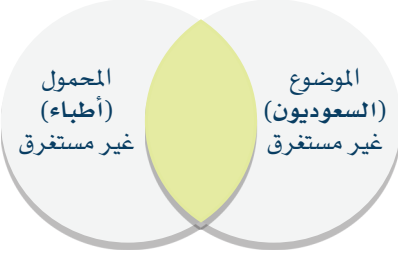 الموضوع
(السعوديون)
غير مستغرق
المحمول
(أطباء)
غير مستغرق